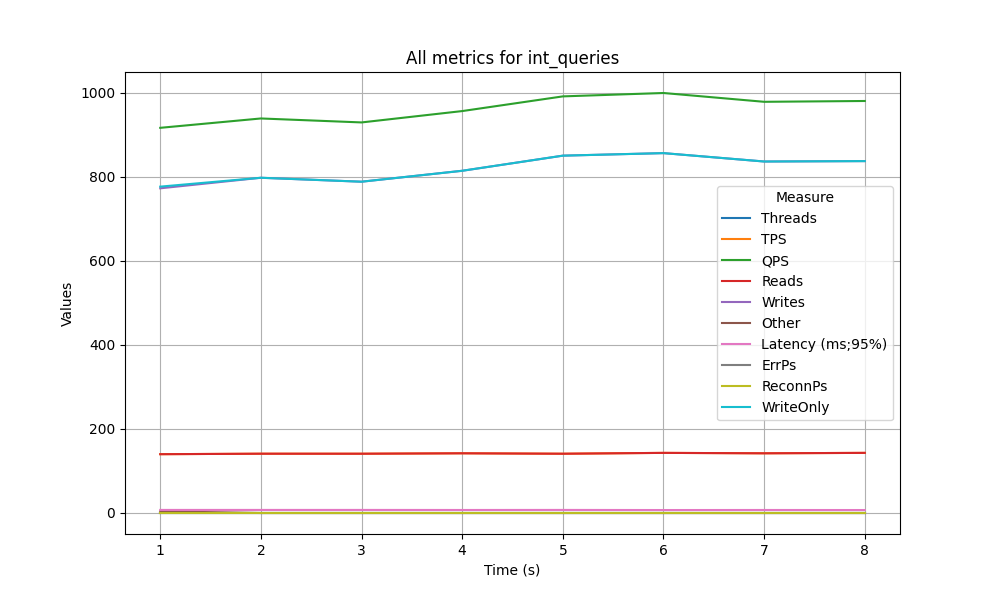 All metrics for int_queries
1000
800
600
400
200
0
Values
Measure
Threads
TPS
QPS
Reads
Writes
Other
Latency (ms;95%)
ErrPs
ReconnPs
WriteOnly
1 2 3 4 5 6 7 8
Time (s)